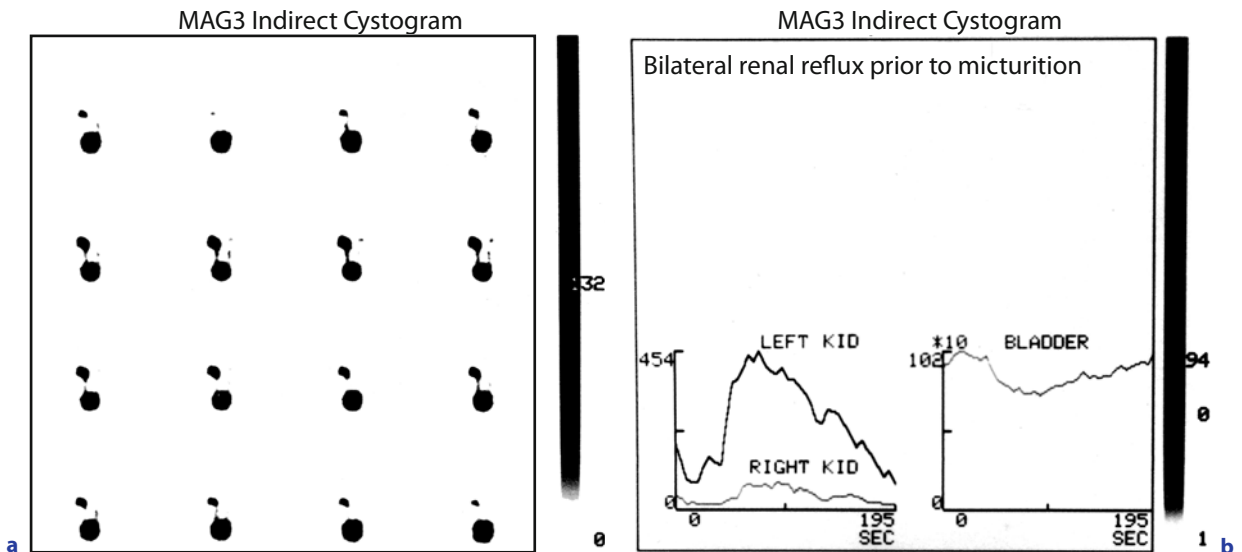 MAG3 Indirect Cystogram
0
a
MAG3 Indirect Cystogram
Bilateral renal reflux prior to micturition
454
LEFT KID
RIGHT KID
0
0
195
SEC
*10
BLADDER
102
0
0
195
SEC
94
0
1
b